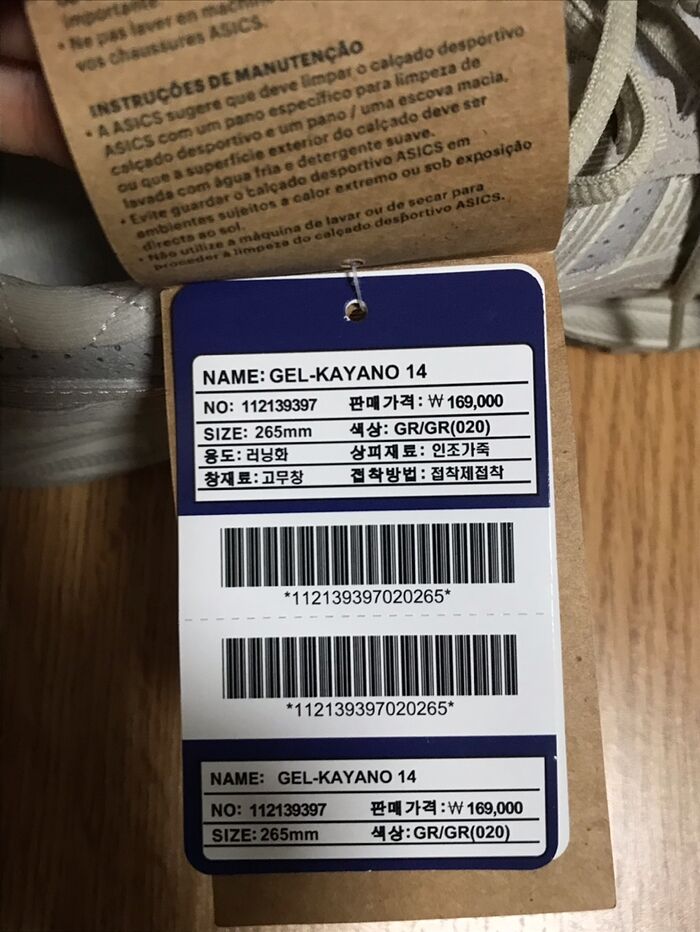 importante.
• Ne pas laver en machin
vos chaussures ASICS.
INSTRUÇÕES DE MANUTENÇÃO
• A ASICS sugere que deve limpar o calçado desportivo
ASICS com um pano específico para limpeza de
calçado desportivo e um pano / uma escova macia,
ou que a superfície exterior do calçado deve ser
lavada com água fria e detergente suave.
• Evite guardar o calçado desportivo ASICS em
ambientes sujeitos a calor extremo ou sob exposição
directa ao sol.
• Não utilize a máquina de lavar ou de secar para
proceder à limpeza do calçado desportivo ASICS.
NAME: GEL-KAYANO 14
NO: 112139397 판매가격: ₩ 169,000
SIZE: 265mm 색상: GR/GR(020)
용도: 러닝화 상피재료: 인조가죽
창재료: 고무창 접착방법: 접착제접착
*112139397020265*
*112139397020265*
NAME: GEL-KAYANO 14
NO: 112139397 판매가격: ₩ 169,000
SIZE: 265mm 색상: GR/GR(020)